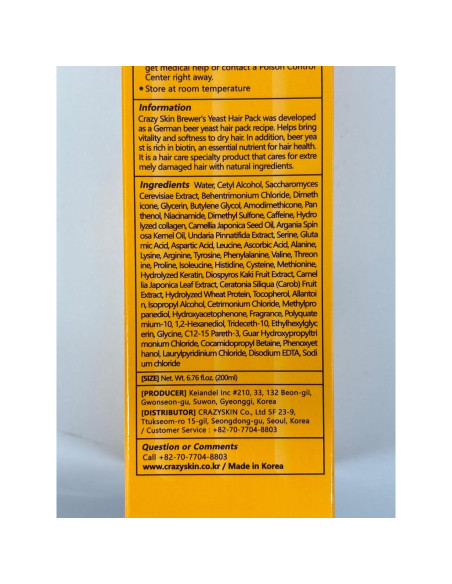 get medical help or contact a Poison Control
Center right away.
• Store at room temperature
Information
Crazy Skin Brewer's Yeast Hair Pack was developed
as a German beer yeast hair pack recipe. Helps bring
vitality and softness to dry hair. In addition, beer yea
st is rich in biotin, an essential nutrient for hair health.
It is a hair care specialty product that cares for extre
mely damaged hair with natural ingredients.
Ingredients Water, Cetyl Alcohol, Saccharomyces
Cerevisiae Extract, Behentrimonium Chloride, Dimeth
icone, Glycerin, Butylene Glycol, Amodimethicone, Pan
thenol, Niacinamide, Dimethyl Sulfone, Caffeine, Hydro
lyzed collagen, Camellia Japonica Seed Oil, Argania Spin
osa Kernel Oil, Undaria Pinnatifida Extract, Serine, Gluta
mic Acid, Aspartic Acid, Leucine, Ascorbic Acid, Alanine,
Lysine, Arginine, Tyrosine, Phenylalanine, Valine, Threon
ine, Proline, Isoleucine, Histidine, Cysteine, Methionine,
Hydrolyzed Keratin, Diospyros Kaki Fruit Extract, Camel
lia Japonica Leaf Extract, Ceratonia Siliqua (Carob) Fruit
Extract, Hydrolyzed Wheat Protein, Tocopherol, Allantoi
n, Isopropyl Alcohol, Cetrimonium Chloride, Methylpro
panediol, Hydroxyacetophenone, Fragrance, Polyquate
rnium-10, 1,2-Hexanediol, Trideceth-10, Ethylhexylglyc
erin, Glycine, C12-15 Pareth-3, Guar Hydroxypropyltri
monium Chloride, Cocamidopropyl Betaine, Phenoxyet
hanol, Laurylpyridinium Chloride, Disodium EDTA, Sodi
um chloride
[SIZE] Net. Wt. 6.76 fl.oz. (200ml)
[PRODUCER] Keiandel Inc #210, 33, 132 Beon-gil,
Gwonseon-gu, Suwon, Gyeonggi, Korea
[DISTRIBUTOR] CRAZYSKIN Co., Ltd 5F 23-9,
Ttukseom-ro 15-gil, Seongdong-gu, Seoul, Korea
/ Customer Service : +82-70-7704-8803
Question or Comments
Call +82-70-7704-8803
www.crazyskin.co.kr / Made in Korea